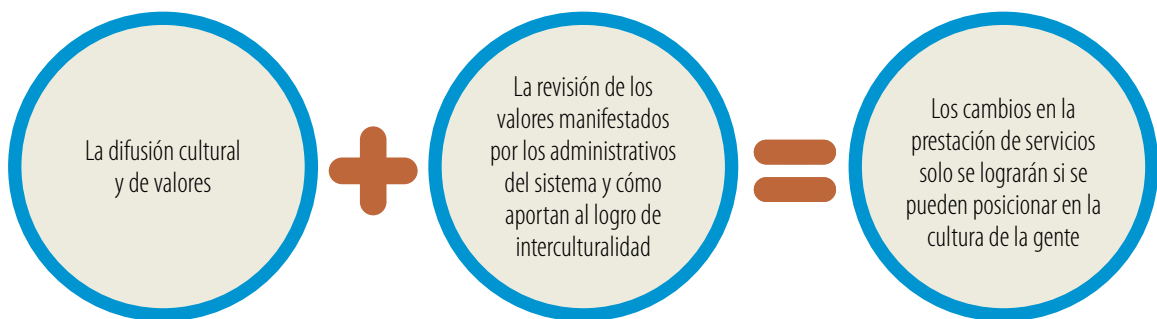 La difusión cultural
y de valores
La revisión de los
valores manifestados
por los administrativos
del sistema y cómo
aportan al logro de
interculturalidad
Los cambios en la
prestación de servicios
solo se lograrán si se
pueden posicionar en la
cultura de la gente